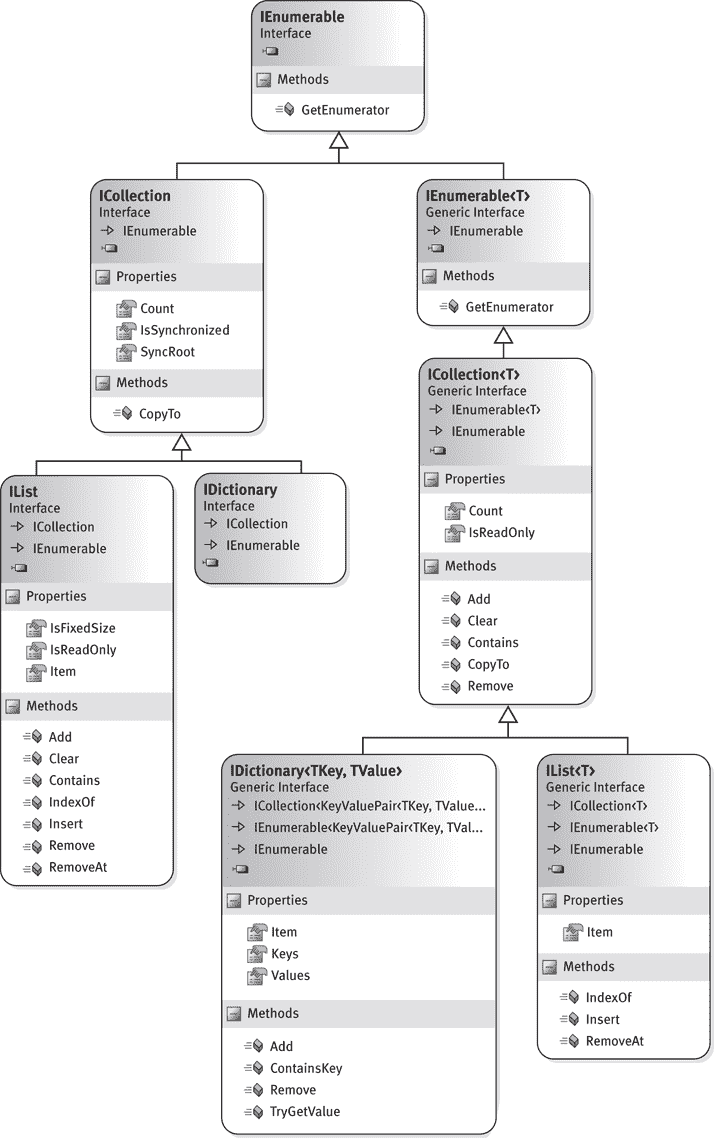 IEnumerable
Interface
Methods
GetEnumerator
ICollection
Interface
IEnumerable
Properties
Count
IsSynchronized
SyncRoot
Methods
CopyTo
IEnumerable<T>
Generic Interface
IEnumerable
Methods
GetEnumerator
IList
Interface
ICollection
IEnumerable
Properties
IsFixedSize
IsReadOnly
Item
Methods
Add
Clear
Contains
IndexOf
Insert
Remove
RemoveAt
IDictionary
Interface
ICollection
IEnumerable
ICollection<T>
Generic Interface
IEnumerable<T>
IEnumerable
Properties
Count
IsReadOnly
Methods
Add
Clear
Contains
CopyTo
Remove
IDictionary<TKey, TValue>
Generic Interface
ICollection<KeyValuePair<TKey, TValue...
IEnumerable<KeyValuePair<TKey, TVal...
IEnumerable
Properties
Item
Keys
Values
Methods
Add
ContainsKey
Remove
TryGetValue
IList<T>
Generic Interface
ICollection<T>
IEnumerable<T>
IEnumerable
Properties
Item
Methods
IndexOf
Insert
RemoveAt